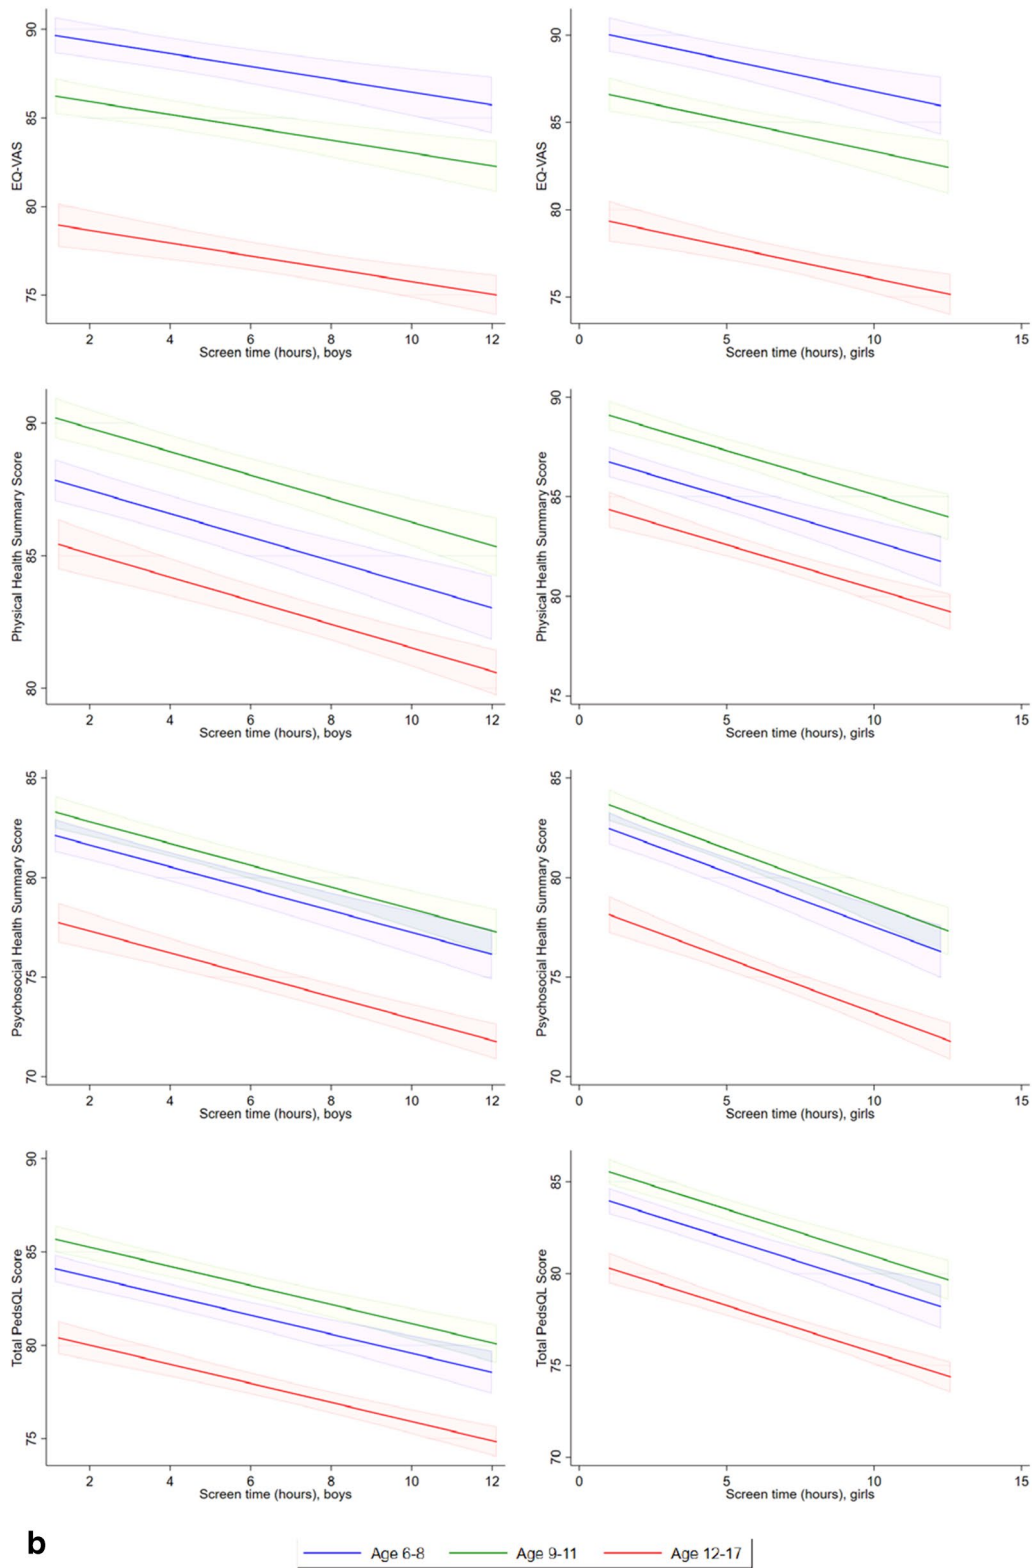 90
85
80
75
EQ-VAS
2 4 6 8 10 12
Screen time (hours), boys
90
85
80
75
EQ-VAS
0 5 10 15
Screen time (hours), girls
90
85
80
Physical Health Summary Score
2 4 6 8 10 12
Screen time (hours), boys
90
85
80
75
Physical Health Summary Score
0 5 10 15
Screen time (hours), girls
85
80
75
70
Psychosocial Health Summary Score
2 4 6 8 10 12
Screen time (hours), boys
85
80
75
70
Psychosocial Health Summary Score
0 5 10 15
Screen time (hours), girls
90
85
80
75
Total PedsQL Score
2 4 6 8 10 12
Screen time (hours), boys
85
80
75
70
Total PedsQL Score
0 5 10 15
Screen time (hours), girls
b
Age 6-8 Age 9-11 Age 12-17